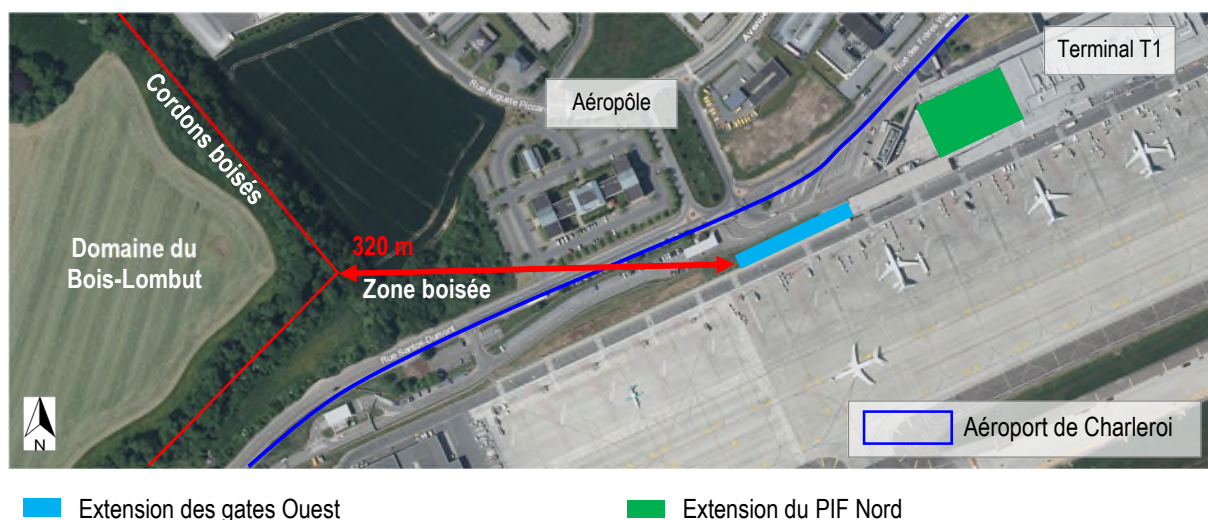 Cordons boisés
Rue Auguste Piccard
Avenue
Rue des Frères Wright
Terminal T1
Aéropôle
Domaine du
Bois-Lombut
320 m
Zone boisée
Rue Santos-Dumont
N
Aéroport de Charleroi
Extension des gates Ouest
Extension du PIF Nord